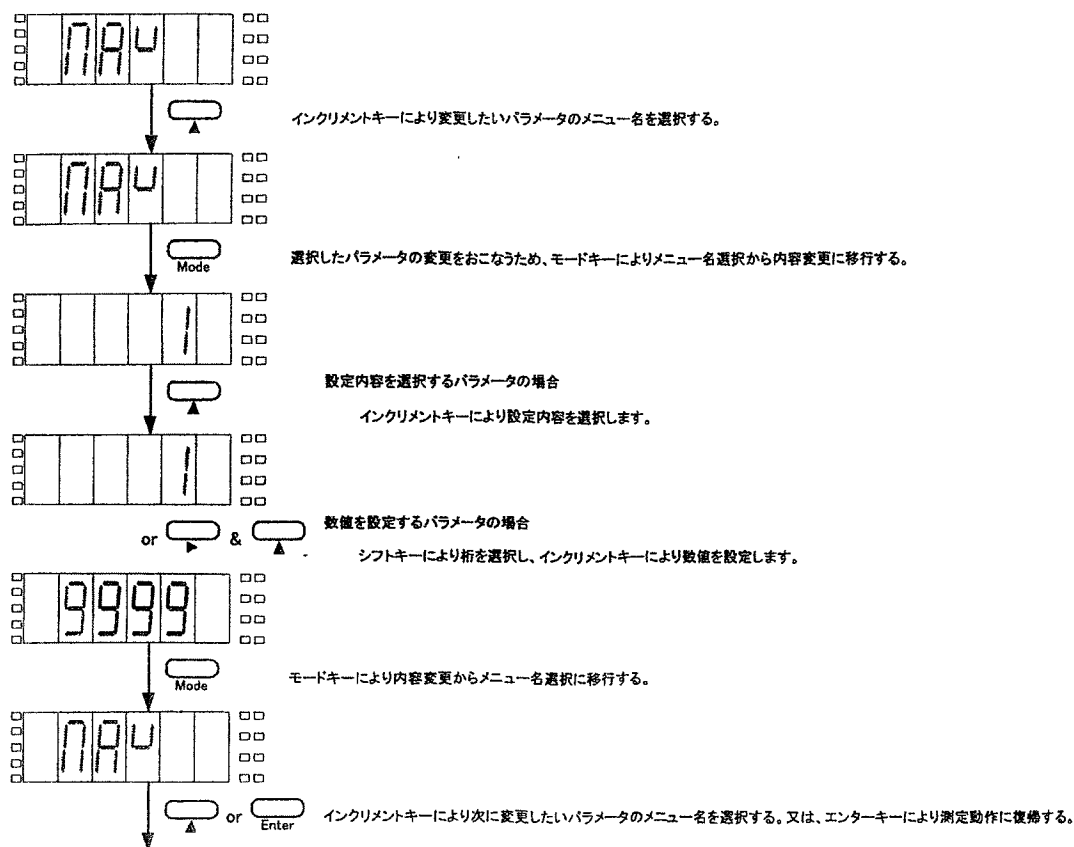 ПAU
インクリメントキーにより変更したいパラメータのメニュー名を選択する。
ПAU
Mode
選択したパラメータの変更をおこなうため、モードキーによりメニュー名選択から内容変更に移行する。
1
設定内容を選択するパラメータの場合
インクリメントキーにより設定内容を選択します。
1
or & 
数値を設定するパラメータの場合
シフトキーにより桁を選択し、インクリメントキーにより数値を設定します。
9999
Mode
モードキーにより内容変更からメニュー名選択に移行する。
ПAU
or Enter
インクリメントキーにより次に変更したいパラメータのメニュー名を選択する。又は、エンターキーにより測定動作に復帰する。